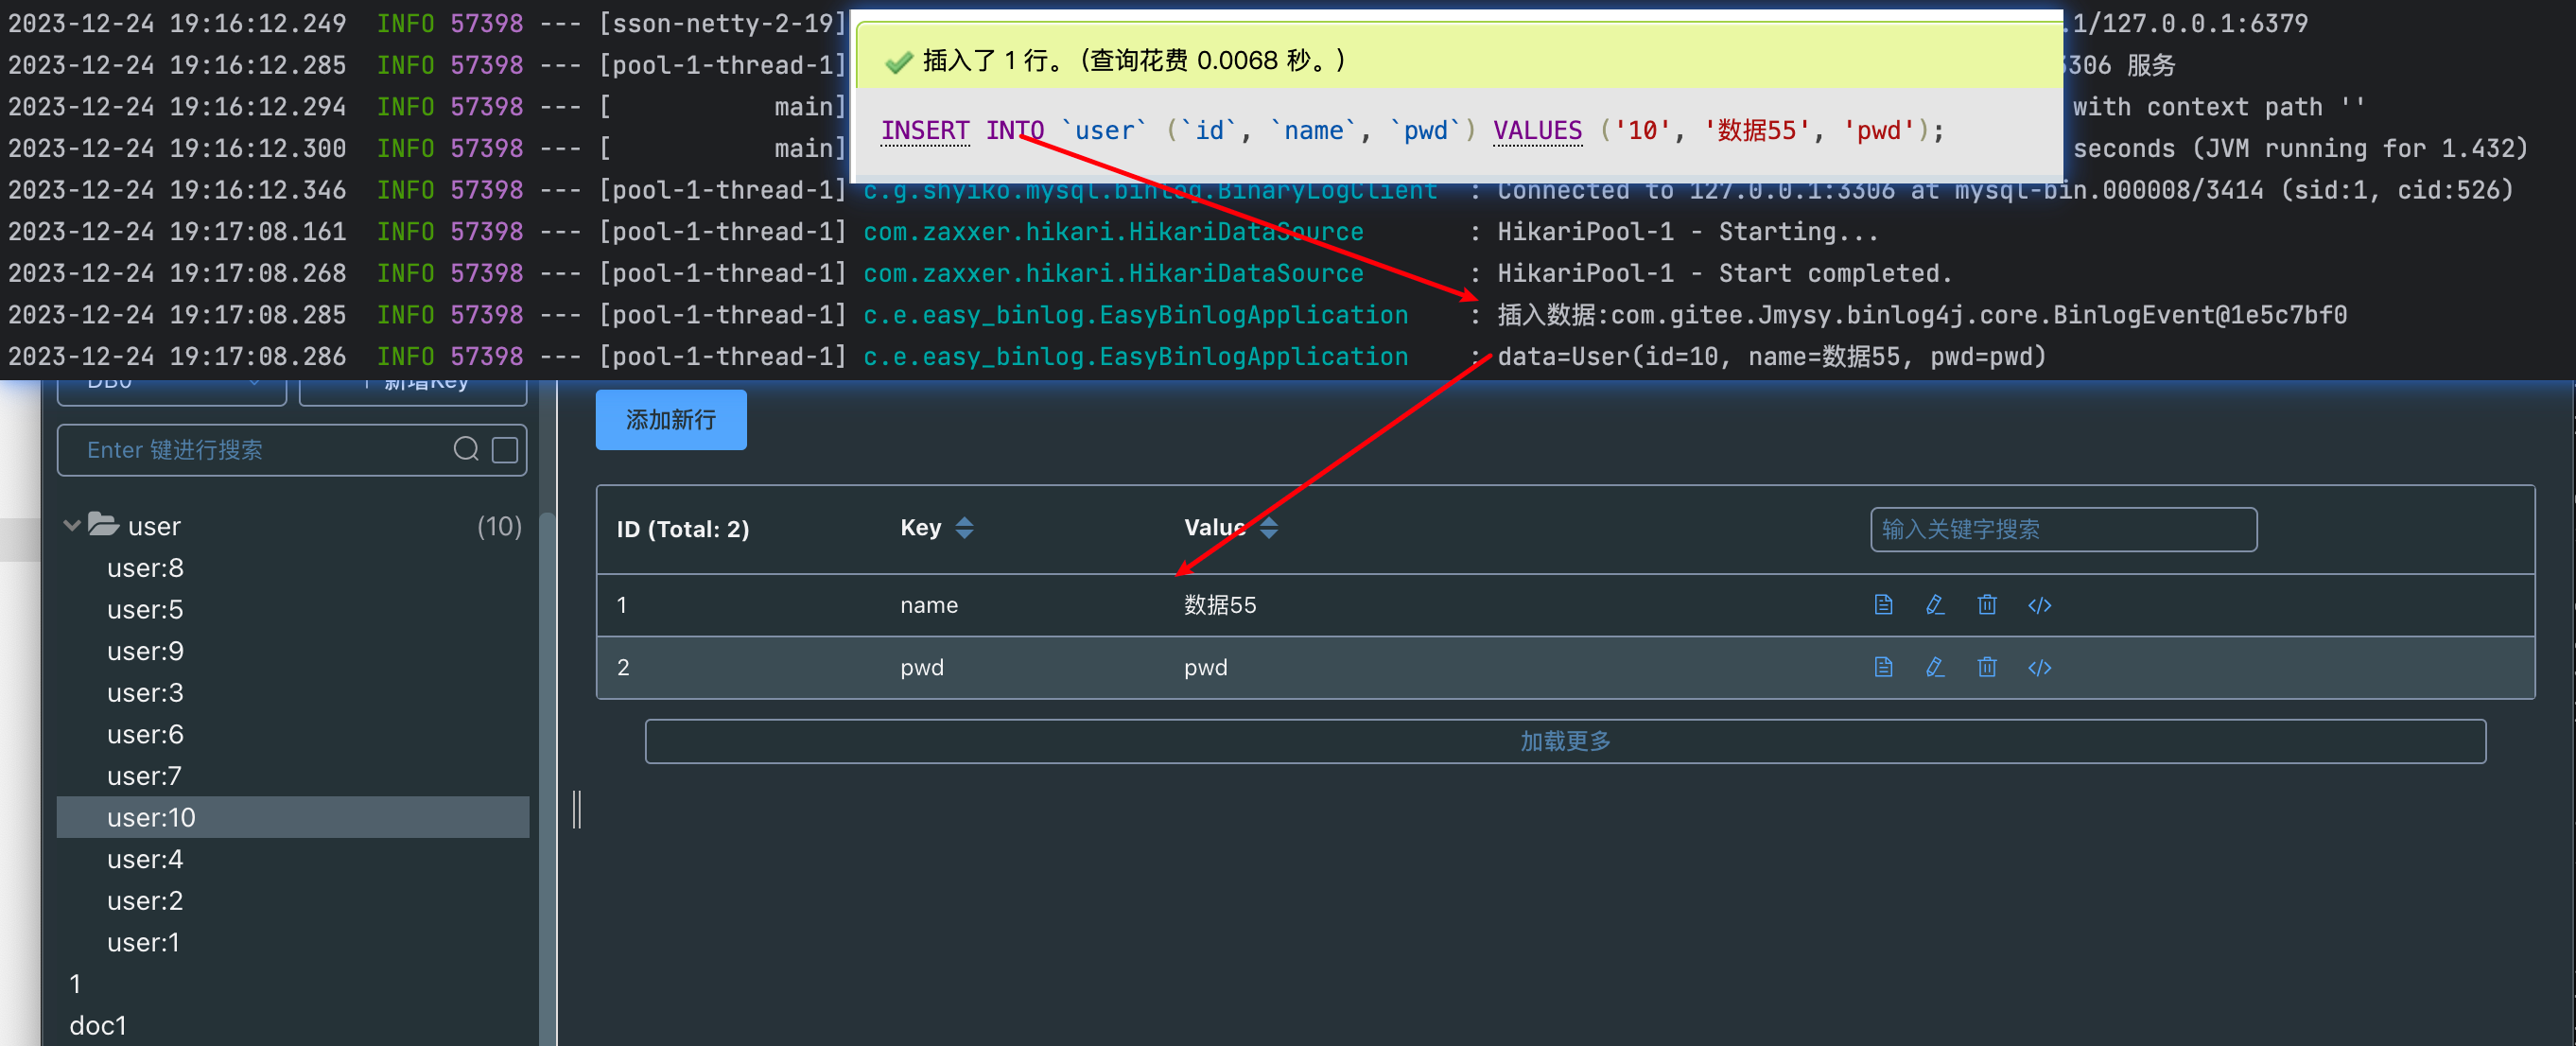 2023-12-24 19:16:12.249  INFO 57398 --- [sson-netty-2-19] .1/127.0.0.1:6379
2023-12-24 19:16:12.285  INFO 57398 --- [pool-1-thread-1] 3306 服务
2023-12-24 19:16:12.294  INFO 57398 --- [           main] with context path ''
2023-12-24 19:16:12.300  INFO 57398 --- [           main] seconds (JVM running for 1.432)
插入了 1 行。 (查询花费 0.0068 秒。)
INSERT INTO `user` (`id`, `name`, `pwd`) VALUES ('10', '数据55', 'pwd');
2023-12-24 19:16:12.346  INFO 57398 --- [pool-1-thread-1] c.g.shyiko.mysql.binlog.BinaryLogClient  : Connected to 127.0.0.1:3306 at mysql-bin.000008/3414 (sid:1, cid:526)
2023-12-24 19:17:08.161  INFO 57398 --- [pool-1-thread-1] com.zaxxer.hikari.HikariDataSource       : HikariPool-1 - Starting...
2023-12-24 19:17:08.268  INFO 57398 --- [pool-1-thread-1] com.zaxxer.hikari.HikariDataSource       : HikariPool-1 - Start completed.
2023-12-24 19:17:08.285  INFO 57398 --- [pool-1-thread-1] c.e.easy_binlog.EasyBinlogApplication    : 插入数据:com.gitee.Jmysy.binlog4j.core.BinlogEvent@1e5c7bf0
2023-12-24 19:17:08.286  INFO 57398 --- [pool-1-thread-1] c.e.easy_binlog.EasyBinlogApplication    : data=User(id=10, name=数据55, pwd=pwd)
DB0 + 新增Key
Enter 键进行搜索
user (10)
user:8
user:5
user:9
user:3
user:6
user:7
user:10
user:4
user:2
user:1
1
doc1
添加新行
ID (Total: 2) Key Value 输入关键字搜索
1 name 数据55
2 pwd pwd
加载更多